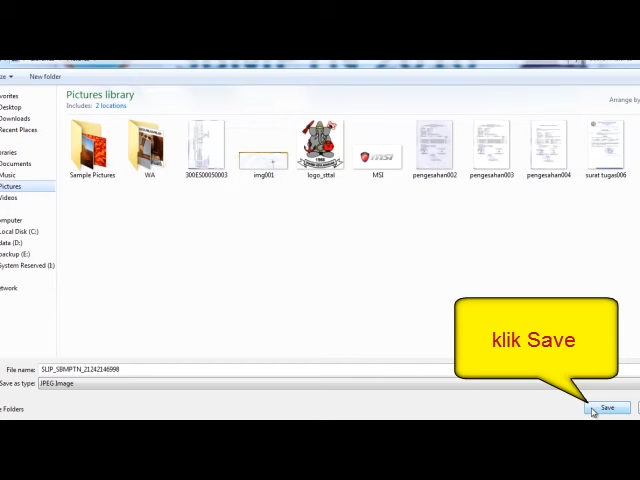 New folder
Pictures library
Includes: 2 locations
Arrange by
vorites
Desktop
Downloads
Recent Places
raries
Documents
Music
Pictures
Videos
omputer
Local Disk (C:)
data (D:)
backup (E:)
System Reserved (I:)
etwork
Sample Pictures
WA
300ES00050003
img001
logo_sttal
MSI
pengesahan002
pengesahan003
pengesahan004
surat tugas006
klik Save
File name: SLIP_SBMPTN_21242146998
Save as type: JPEG Image
e Folders
Save